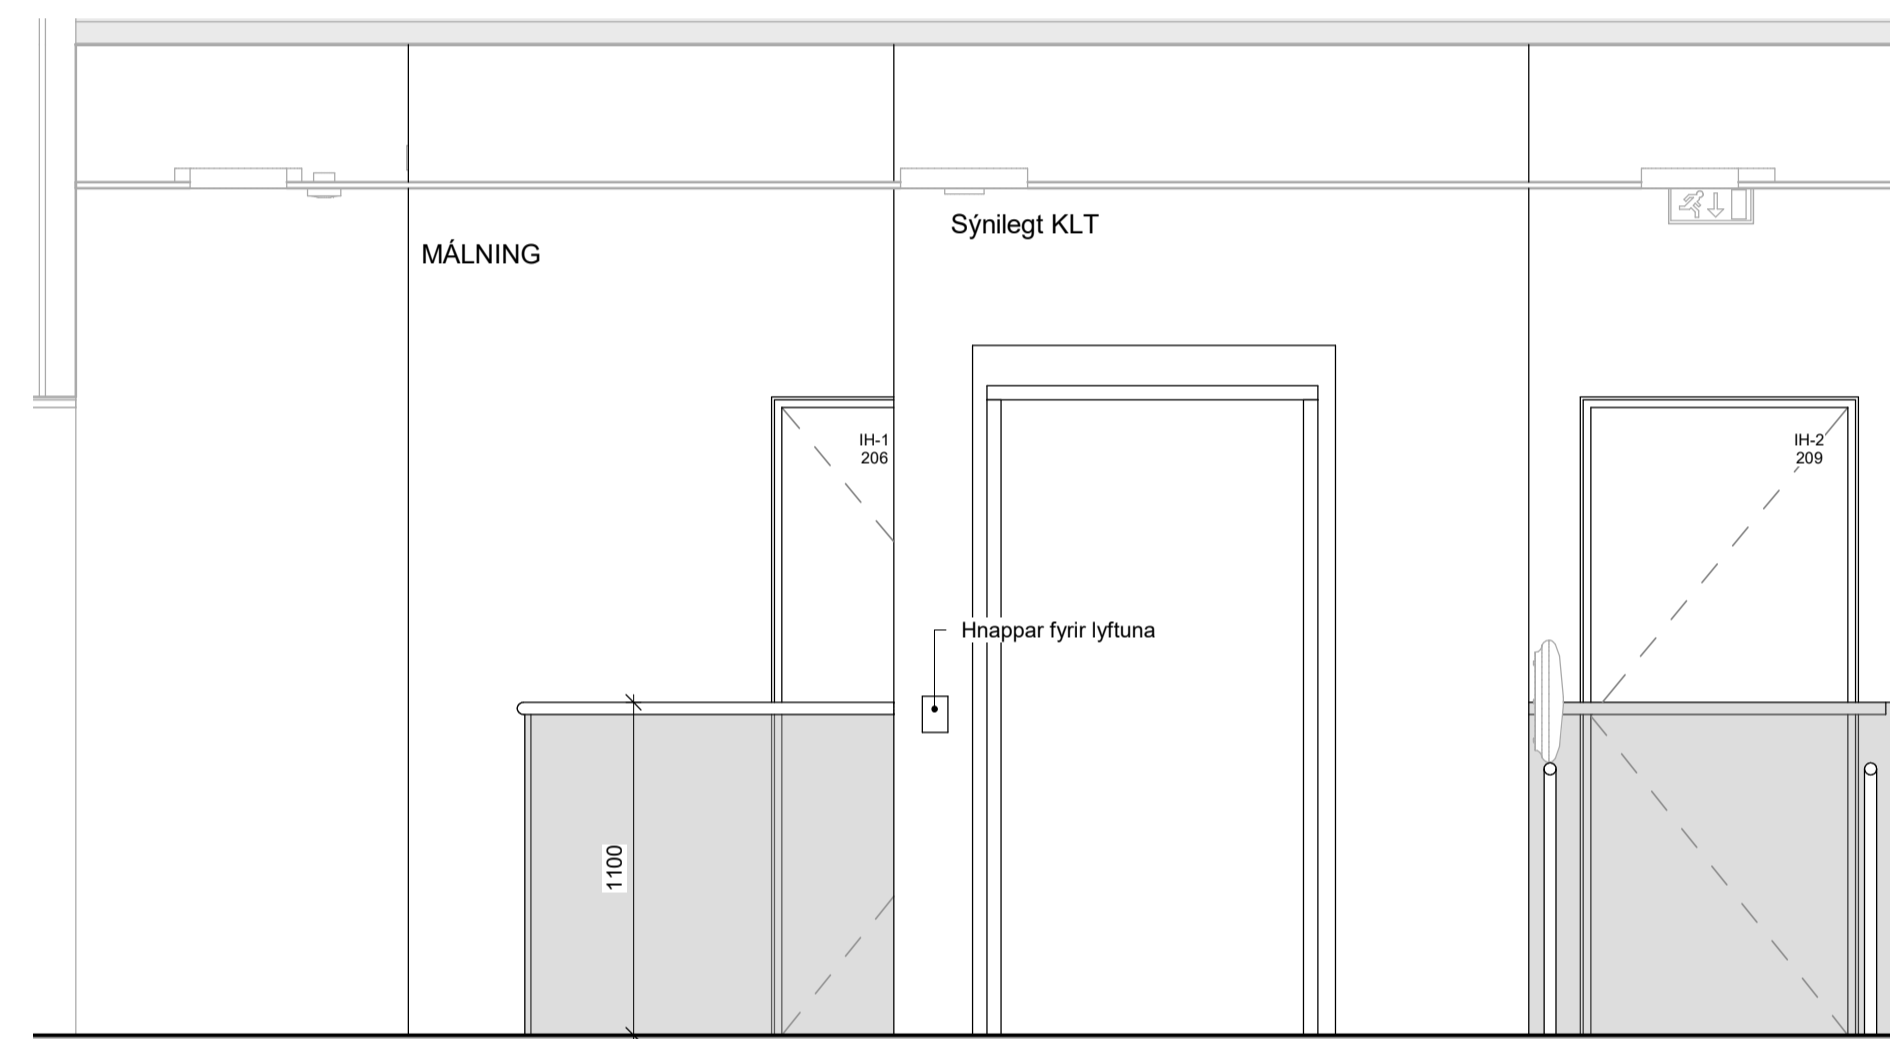 Sýnilegt KLT
MÁLNING
IH-1
206
IH-2
209
Hnappar fyrir lyftuna
1100